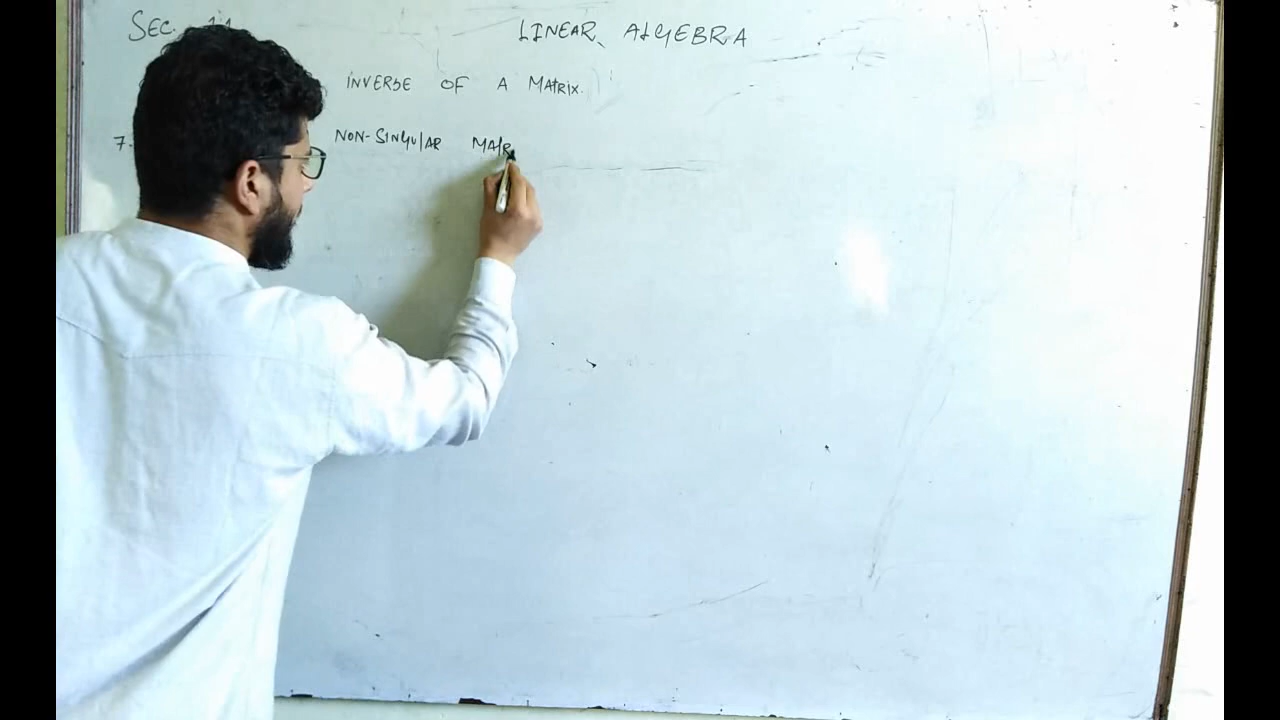 SEC. LINEAR ALGEBRA
INVERSE OF A MATRIX.
7. NON-SINGULAR MATR